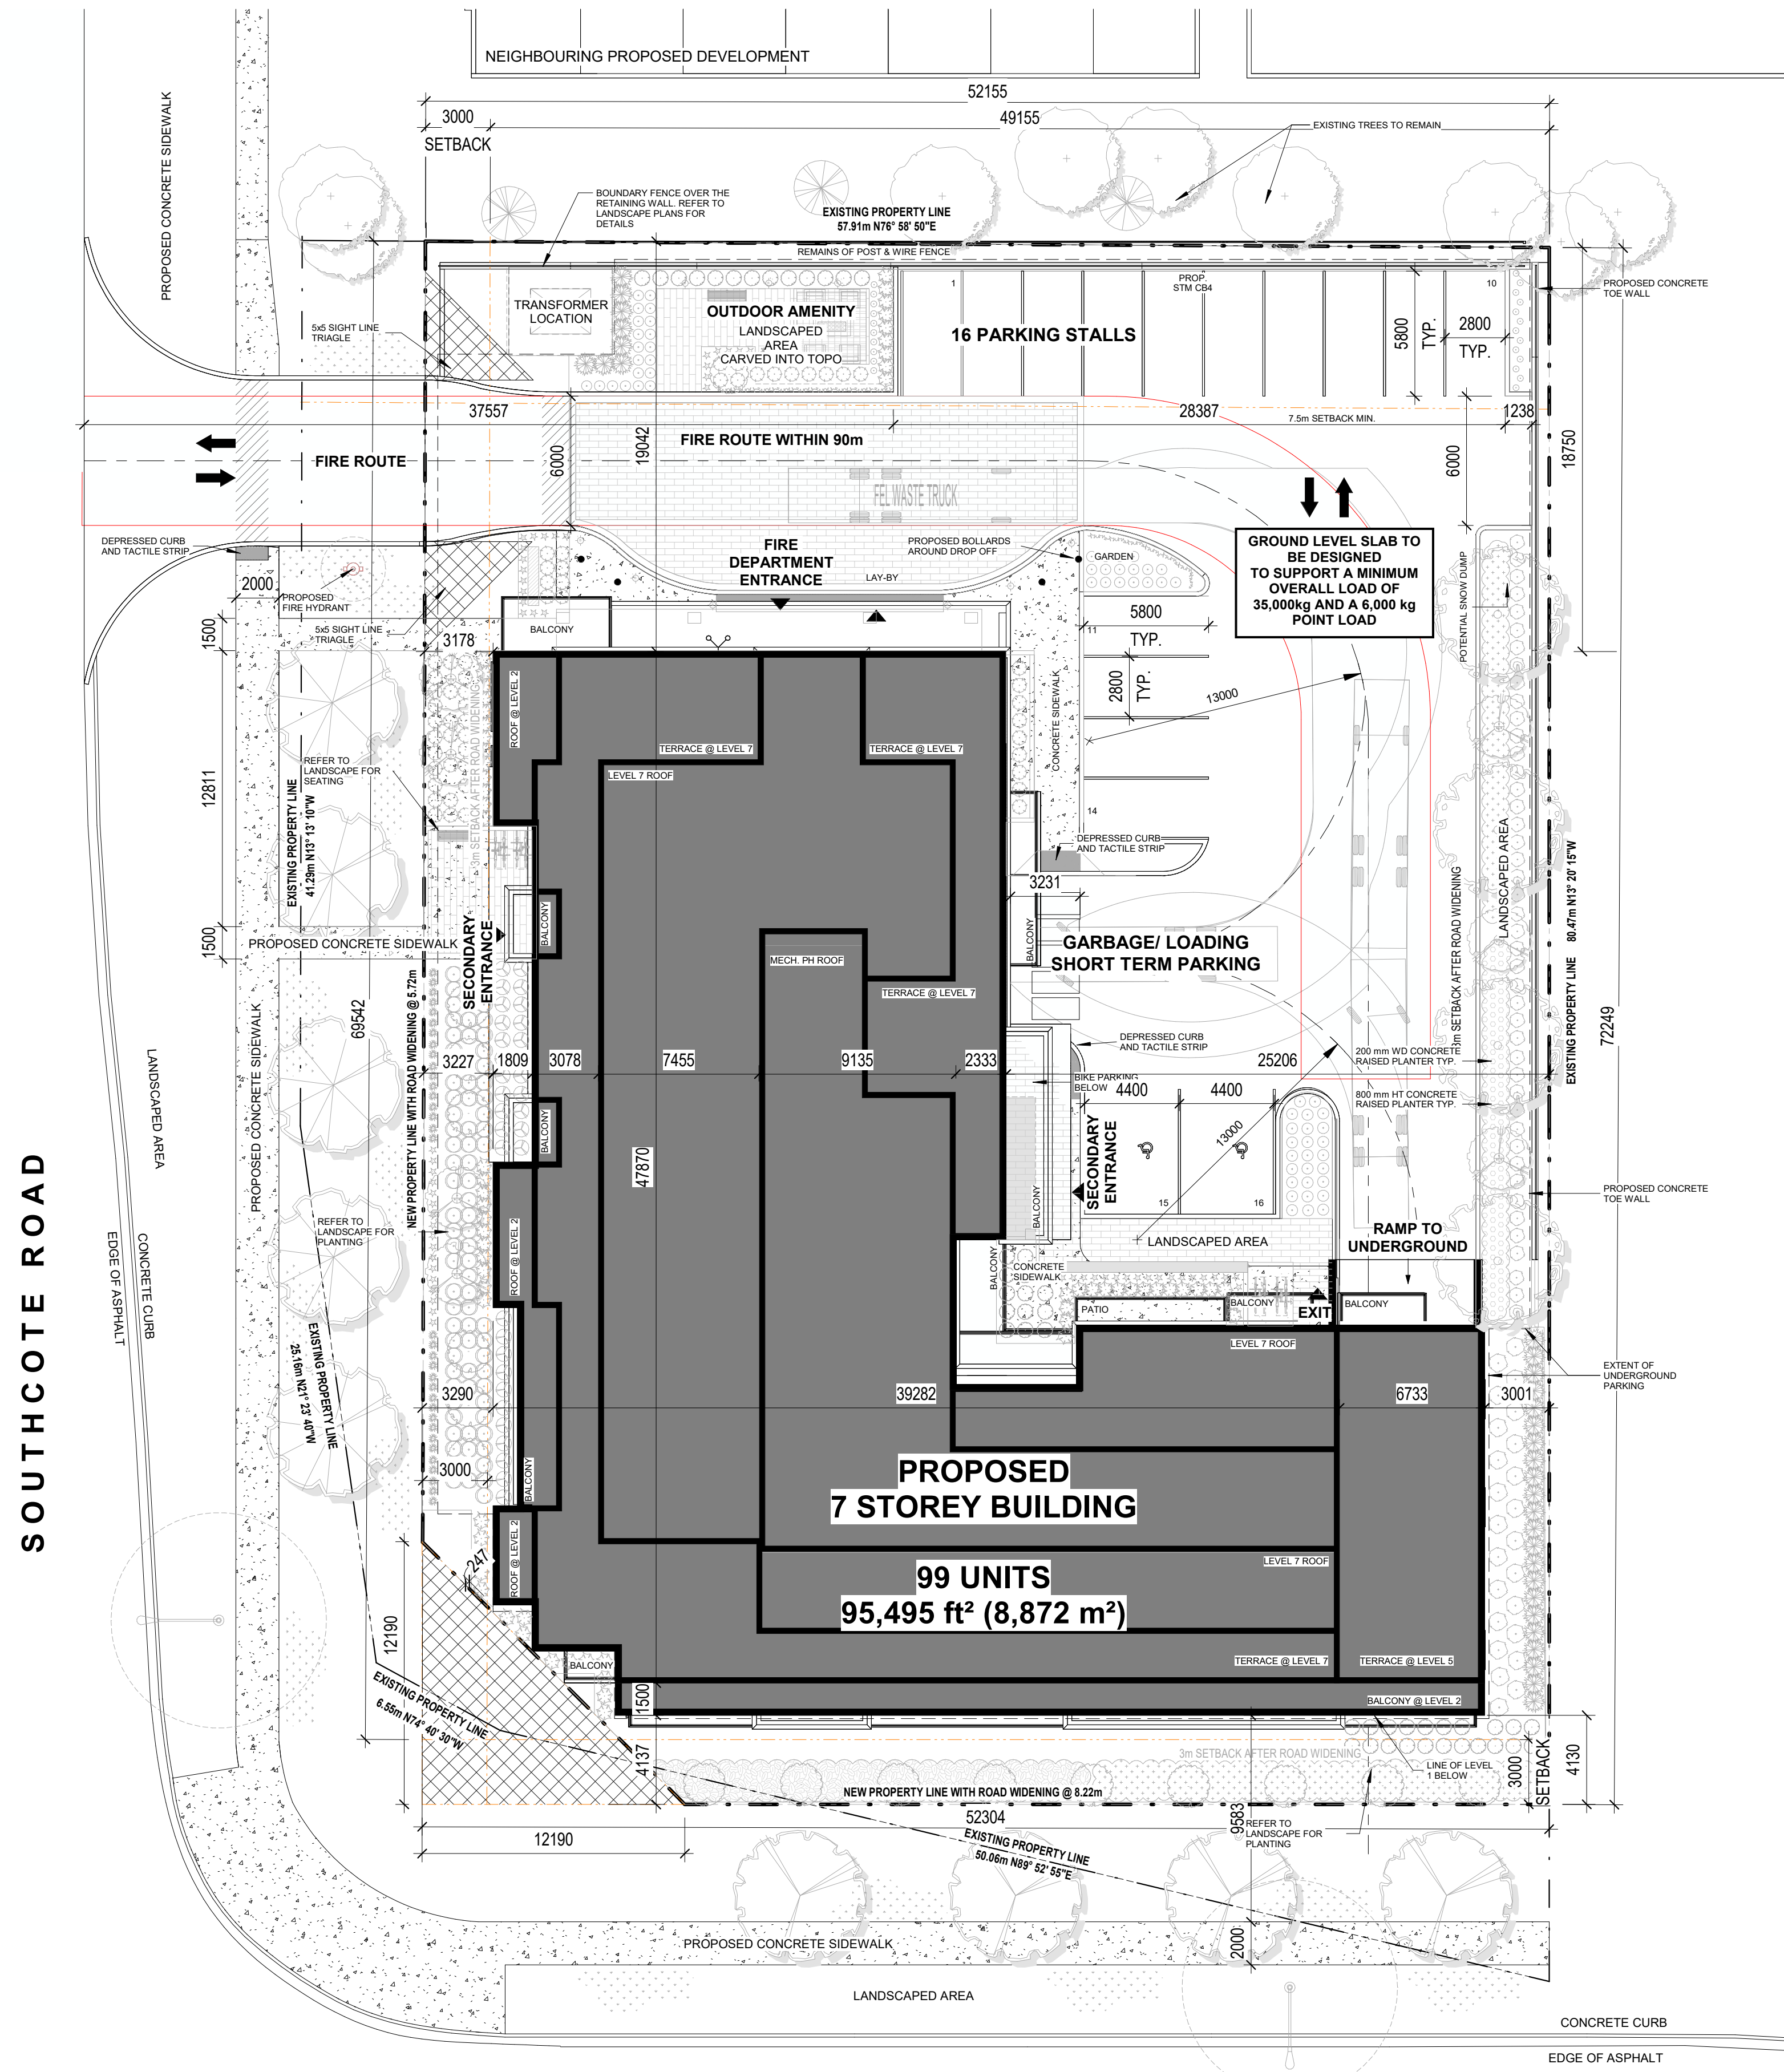 NEIGHBOURING PROPOSED DEVELOPMENT
52155
3000
49155
SETBACK
EXISTING TREES TO REMAIN
PROPOSED CONCRETE SIDEWALK
BOUNDARY FENCE OVER THE
RETAINING WALL. REFER TO
LANDSCAPE PLANS FOR
DETAILS
EXISTING PROPERTY LINE
57.91m N76° 58' 50"E
REMAINS OF POST & WIRE FENCE
TRANSFORMER
LOCATION
OUTDOOR AMENITY
LANDSCAPED
AREA
CARVED INTO TOPO
1
PROP.
STM CB4
10
16 PARKING STALLS
5800
TYP.
2800
TYP.
PROPOSED CONCRETE
TOE WALL
5x5 SIGHT LINE
TRIAGLE
37557
28387
1238
7.5m SETBACK MIN.
FIRE ROUTE
6000
19042
FIRE ROUTE WITHIN 90m
6000
18750
FEL WASTE TRUCK
DEPRESSED CURB
AND TACTILE STRIP
2000
PROPOSED
FIRE HYDRANT
5x5 SIGHT LINE
TRIAGLE
1500
3178
FIRE
DEPARTMENT
ENTRANCE
LAY-BY
PROPOSED BOLLARDS
AROUND DROP OFF
GARDEN
GROUND LEVEL SLAB TO
BE DESIGNED
TO SUPPORT A MINIMUM
OVERALL LOAD OF
35,000kg AND A 6,000 kg
POINT LOAD
POTENTIAL SNOW DUMP
BALCONY
5800
TYP.
11
2800
TYP.
13000
14
CONCRETE SIDEWALK
ROOF @ LEVEL 2
3m SETBACK AFTER ROAD WIDENING
TERRACE @ LEVEL 7
TERRACE @ LEVEL 7
LEVEL 7 ROOF
REFER TO
LANDSCAPE FOR
SEATING
12811
EXISTING PROPERTY LINE
41.29m N13° 13' 10"W
DEPRESSED CURB
AND TACTILE STRIP
3231
LANDSCAPED AREA
EXISTING PROPERTY LINE 80.47m N13° 20' 15"W
3m SETBACK AFTER ROAD WIDENING
1500
PROPOSED CONCRETE SIDEWALK
SECONDARY
ENTRANCE
BALCONY
BALCONY
GARBAGE/ LOADING
SHORT TERM PARKING
MECH. PH ROOF
TERRACE @ LEVEL 7
69542
NEW PROPERTY LINE WITH ROAD WIDENING @ 5.72m
PROPOSED CONCRETE SIDEWALK
LANDSCAPED AREA
3227
1809
3078
7455
9135
2333
25206
DEPRESSED CURB
AND TACTILE STRIP
BIKE PARKING
BELOW
4400
4400
13000
200 mm WD CONCRETE
RAISED PLANTER TYP.
800 mm HT CONCRETE
RAISED PLANTER TYP.
72249
BALCONY
47870
SECONDARY
ENTRANCE
BALCONY
15
16
PROPOSED CONCRETE
TOE WALL
SOUTHCOTE ROAD
EDGE OF ASPHALT
CONCRETE CURB
REFER TO
LANDSCAPE FOR
PLANTING
ROOF @ LEVEL 2
LANDSCAPED AREA
RAMP TO
UNDERGROUND
BALCONY
CONCRETE
SIDEWALK
PATIO
BALCONY
EXIT
BALCONY
EXISTING PROPERTY LINE
25.16m N21° 23' 40"W
LEVEL 7 ROOF
EXTENT OF
UNDERGROUND
PARKING
3290
39282
6733
3001
3000
BALCONY
PROPOSED
7 STOREY BUILDING
247
ROOF @ LEVEL 2
LEVEL 7 ROOF
99 UNITS
95,495 ft² (8,872 m²)
12190
BALCONY
TERRACE @ LEVEL 7
TERRACE @ LEVEL 5
EXISTING PROPERTY LINE
6.55m N74° 40' 30"W
1500
BALCONY @ LEVEL 2
4137
3m SETBACK AFTER ROAD WIDENING
LINE OF LEVEL
1 BELOW
3000
SETBACK
4130
NEW PROPERTY LINE WITH ROAD WIDENING @ 8.22m
52304
9583
12190
EXISTING PROPERTY LINE
50.06m N89° 52' 55"E
REFER TO
LANDSCAPE FOR
PLANTING
PROPOSED CONCRETE SIDEWALK
2000
LANDSCAPED AREA
CONCRETE CURB
EDGE OF ASPHALT